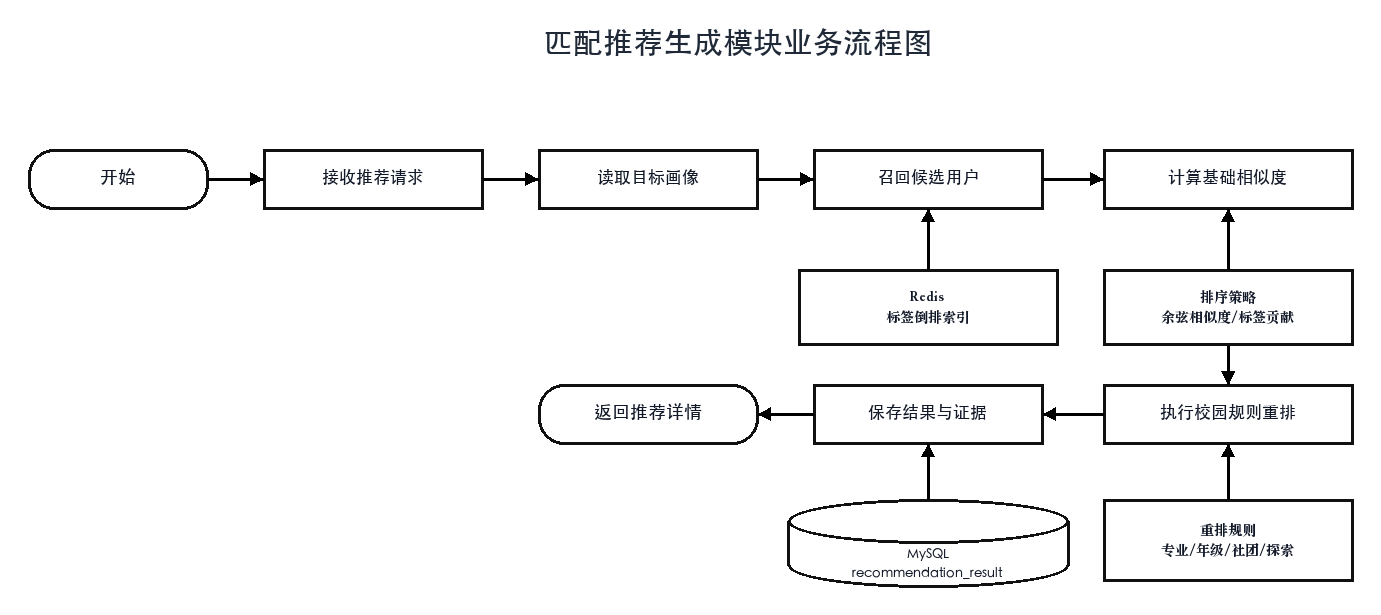 匹配推荐生成模块业务流程图
开始
接收推荐请求
读取目标画像
召回候选用户
计算基础相似度
Redis
标签倒排索引
排序策略
余弦相似度/标签贡献
返回推荐详情
保存结果与证据
执行校园规则重排
MySQL
recommendation_result
重排规则
专业/年级/社团/探索